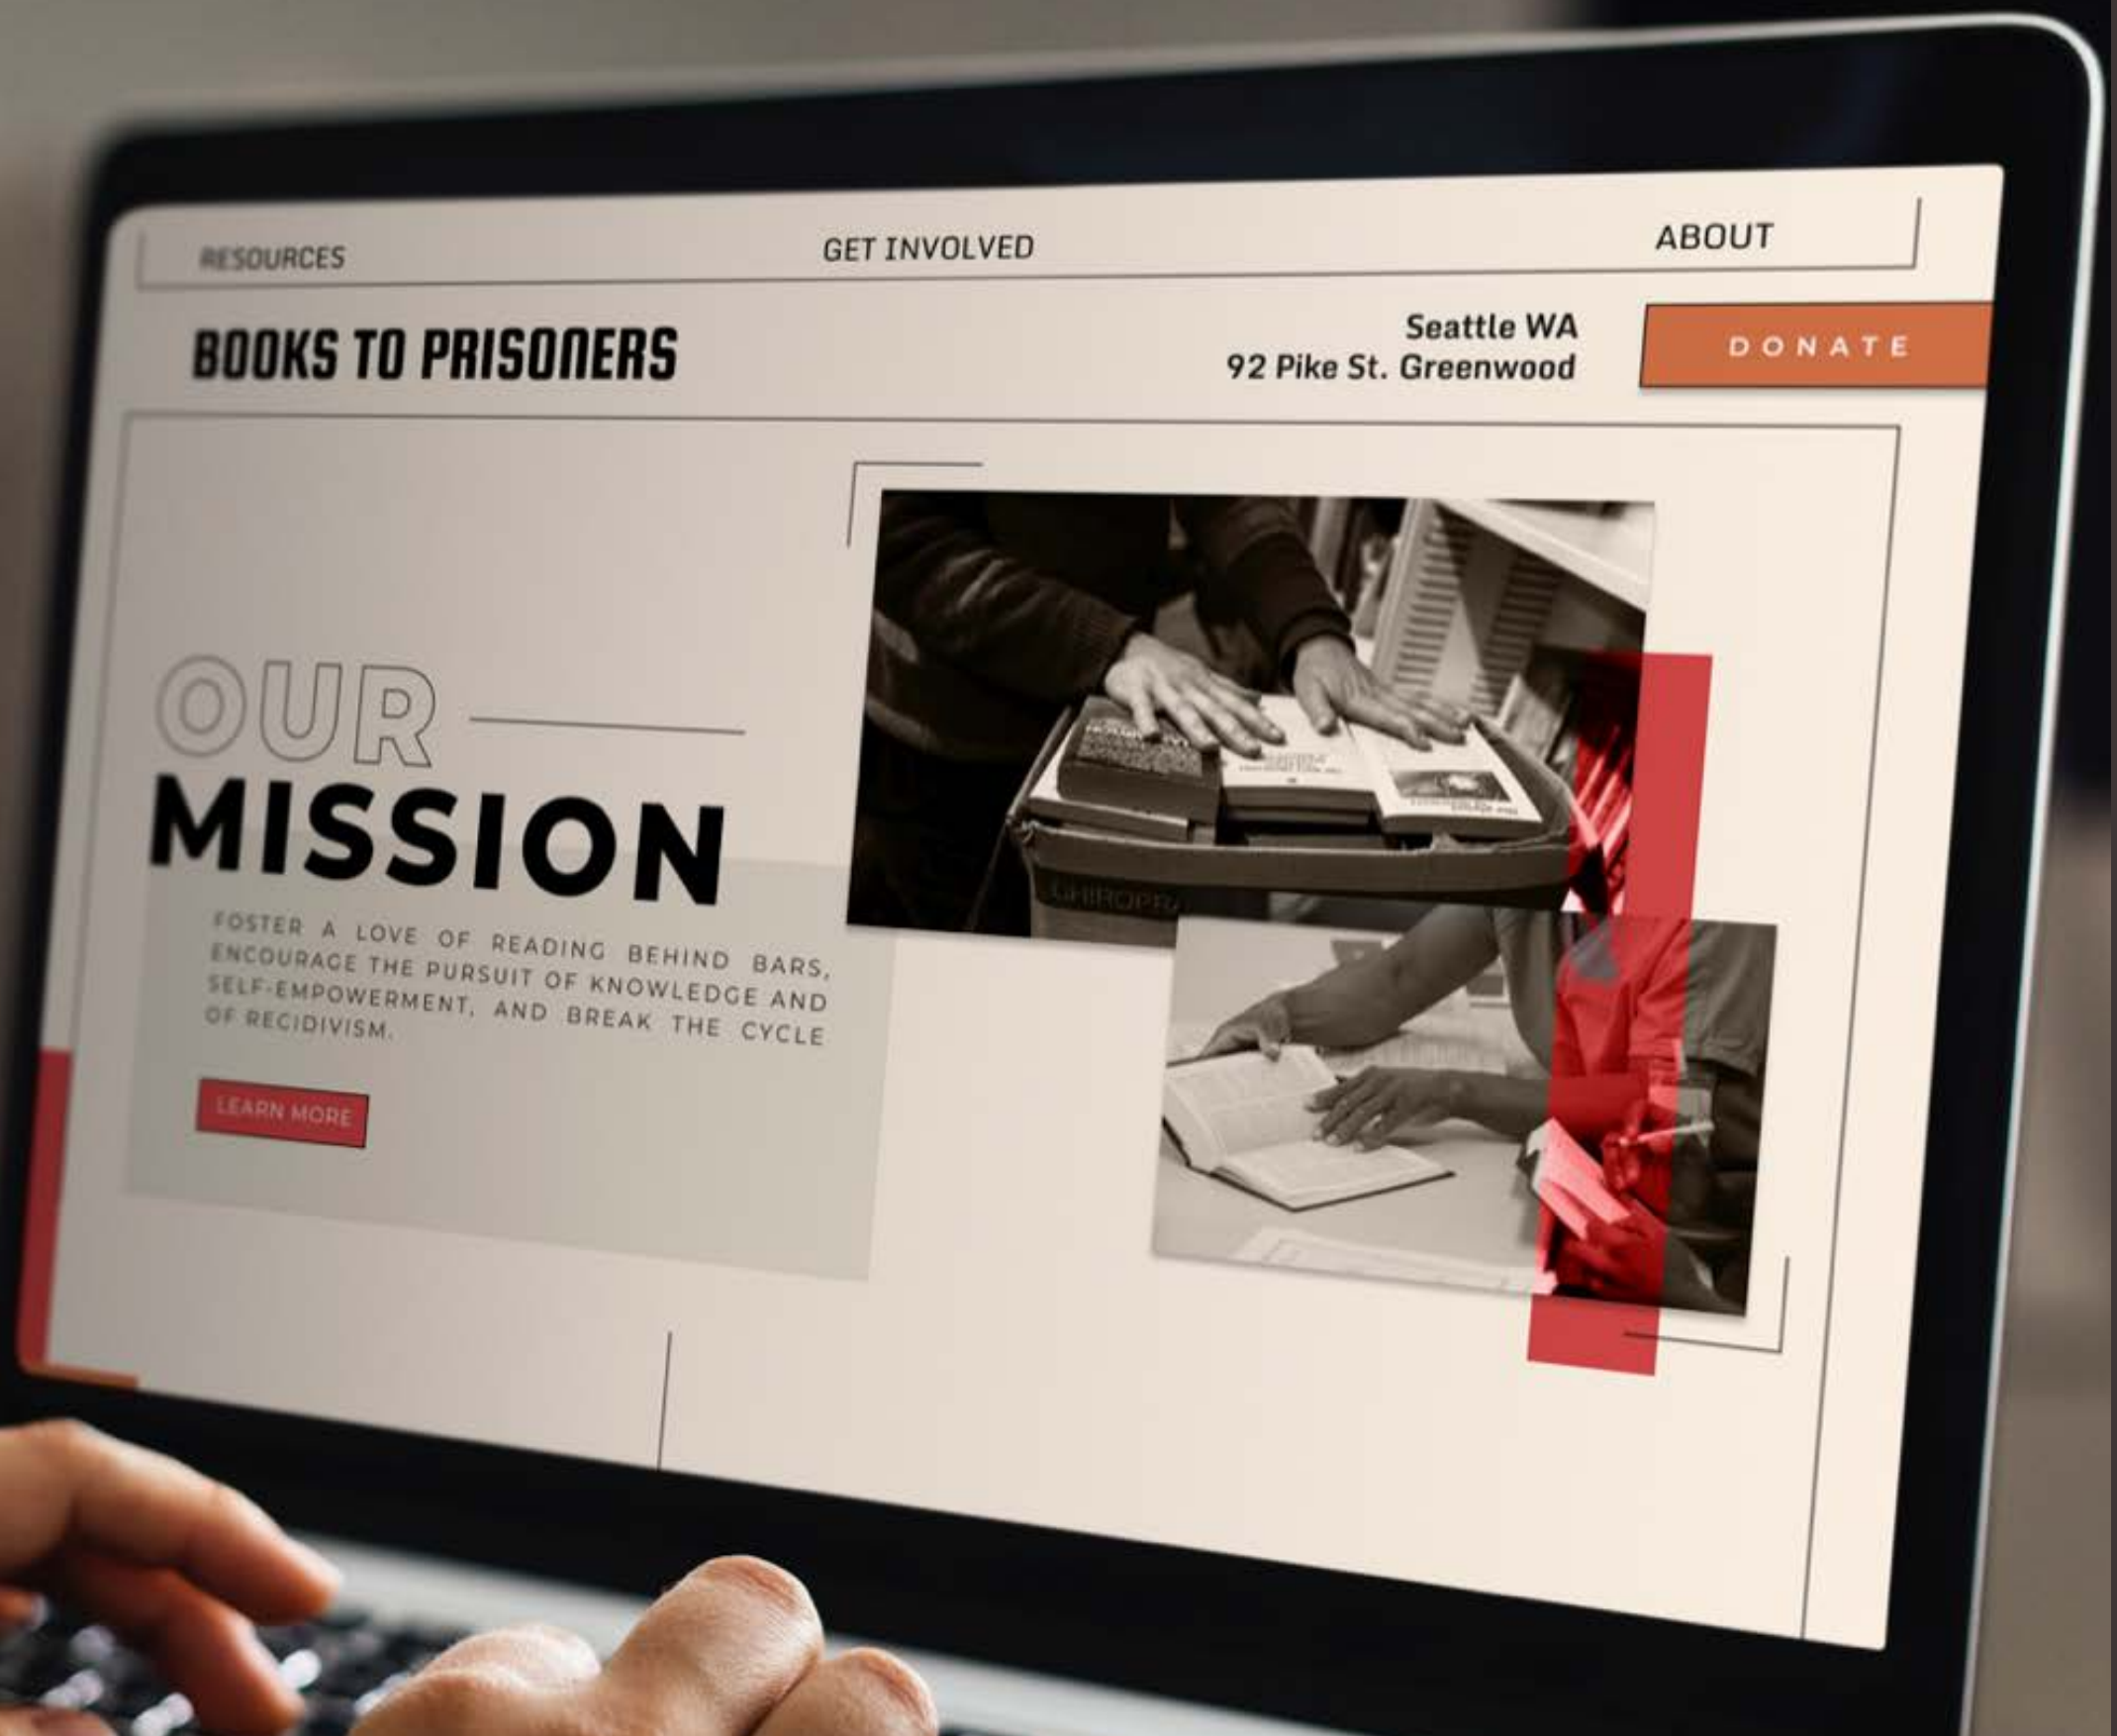 RESOURCES
GET INVOLVED
ABOUT
BOOKS TO PRISONERS
Seattle WA
92 Pike St. Greenwood
DONATE
OUR
MISSION
FOSTER A LOVE OF READING BEHIND BARS,
ENCOURAGE THE PURSUIT OF KNOWLEDGE AND
SELF-EMPOWERMENT, AND BREAK THE CYCLE
OF RECIDIVISM.
LEARN MORE
CHIROPRA